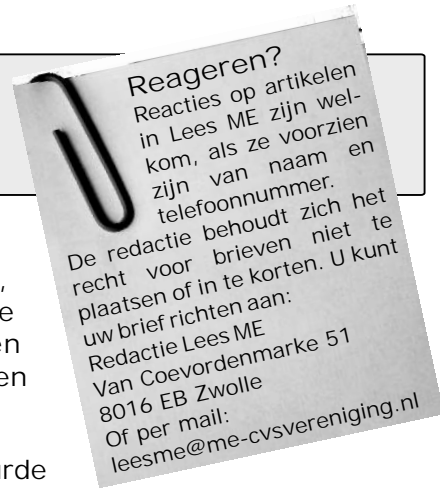 Reageren?
Reacties op artikelen
in Lees ME zijn wel-
kom, als ze voorzien
zijn van naam en
telefoonnummer.
De redactie behoudt zich het
recht voor brieven niet te
plaatsen of in te korten. U kunt
uw brief richten aan:
Redactie Lees ME
Van Coevordenmarke 51
8016 EB Zwolle
Of per mail:
leesme@me-cvsvereniging.nl